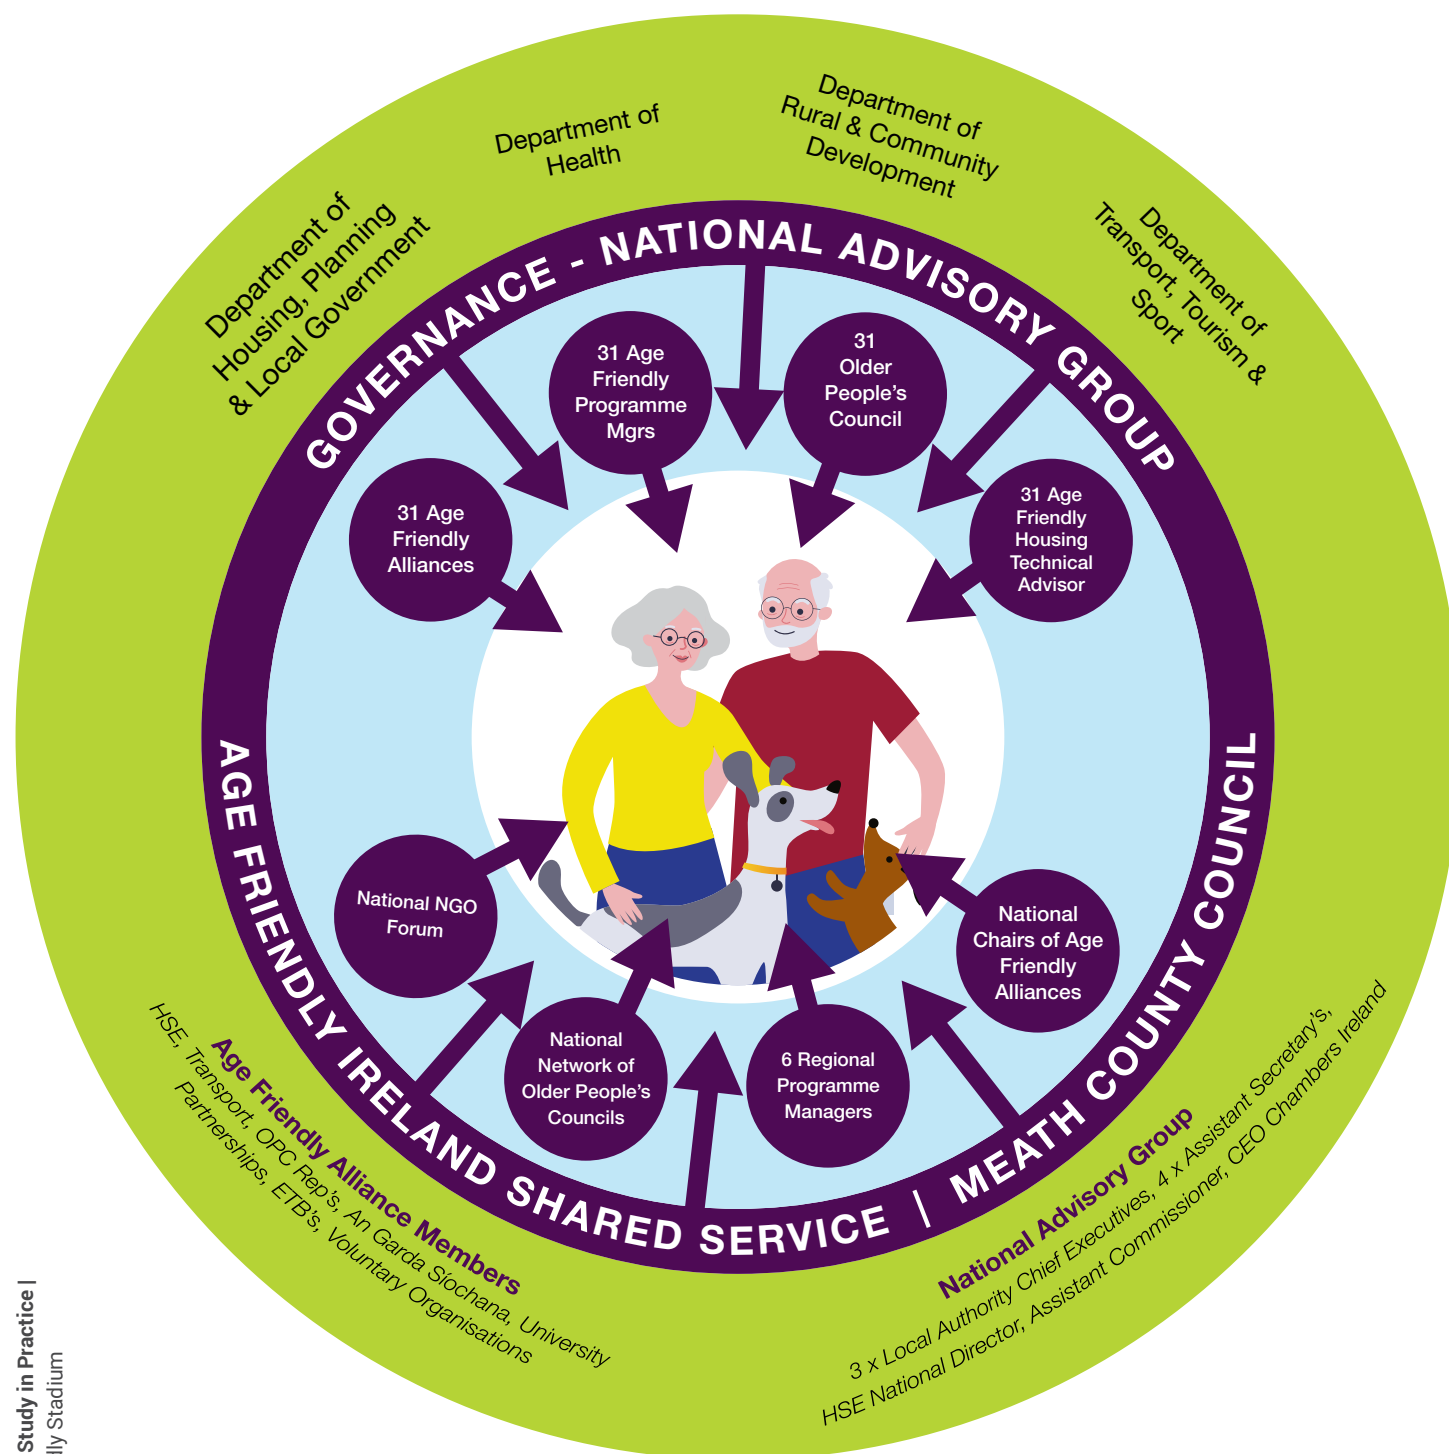 Department of
Housing, Planning
& Local Government
Department of
Health
Department of
Rural & Community
Development
Department of
Transport, Tourism &
Sport
GOVERNANCE - NATIONAL ADVISORY GROUP
31 Age
Friendly
Alliances
31 Age
Friendly
Programme
Mgrs
31
Older
People's
Council
31 Age
Friendly
Housing
Technical
Advisor
National NGO
Forum
National
Network of
Older People's
Councils
6 Regional
Programme
Managers
National
Chairs of Age
Friendly
Alliances
AGE FRIENDLY IRELAND SHARED SERVICE | MEATH COUNTY COUNCIL
Age Friendly Alliance Members
HSE, Transport, OPC Rep's, An Garda Síochana, University
Partnerships, ETB's, Voluntary Organisations
National Advisory Group
3 x Local Authority Chief Executives, 4 x Assistant Secretary's,
HSE National Director, Assistant Commissioner, CEO Chambers Ireland
Study in Practice |
Stadium